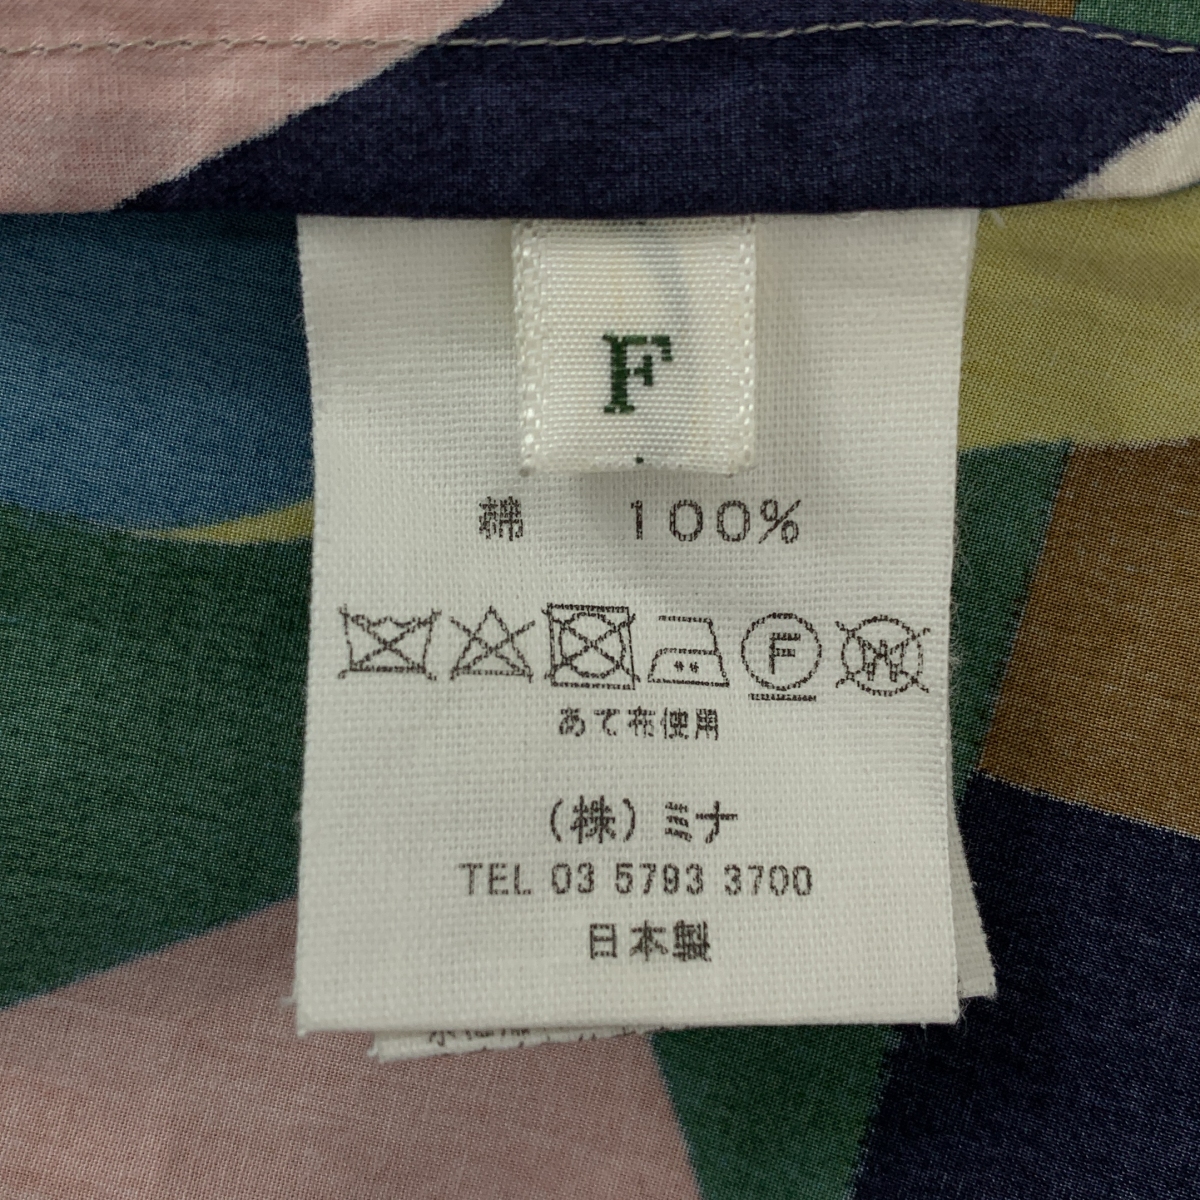 F
綿 100%
F W
あて布使用
(株)ミナ
TEL 03 5793 3700
日本製